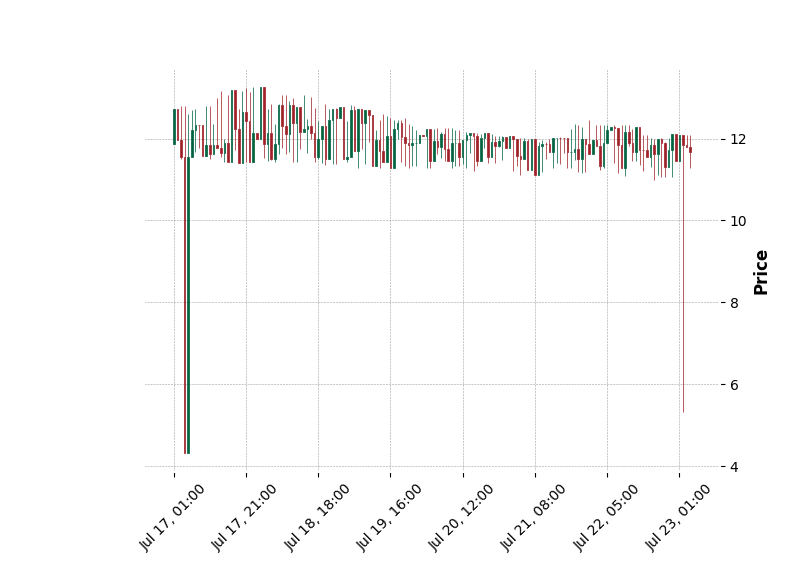 12
10
8
6
4
Price
Jul 17, 01:00
Jul 17, 21:00
Jul 18, 18:00
Jul 19, 16:00
Jul 20, 12:00
Jul 21, 08:00
Jul 22, 05:00
Jul 23, 01:00